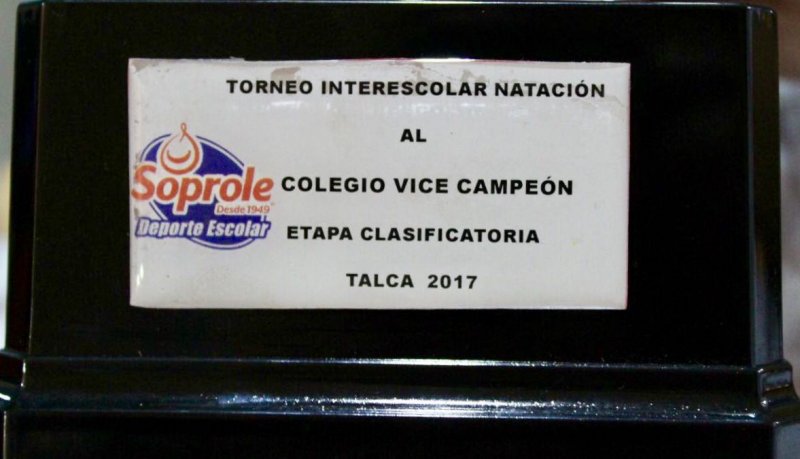 TORNEO INTERESCOLAR NATACIÓN
AL
COLEGIO VICE CAMPEÓN
ETAPA CLASIFICATORIA
TALCA 2017
Soprole
Desde 1949
Deporte Escolar